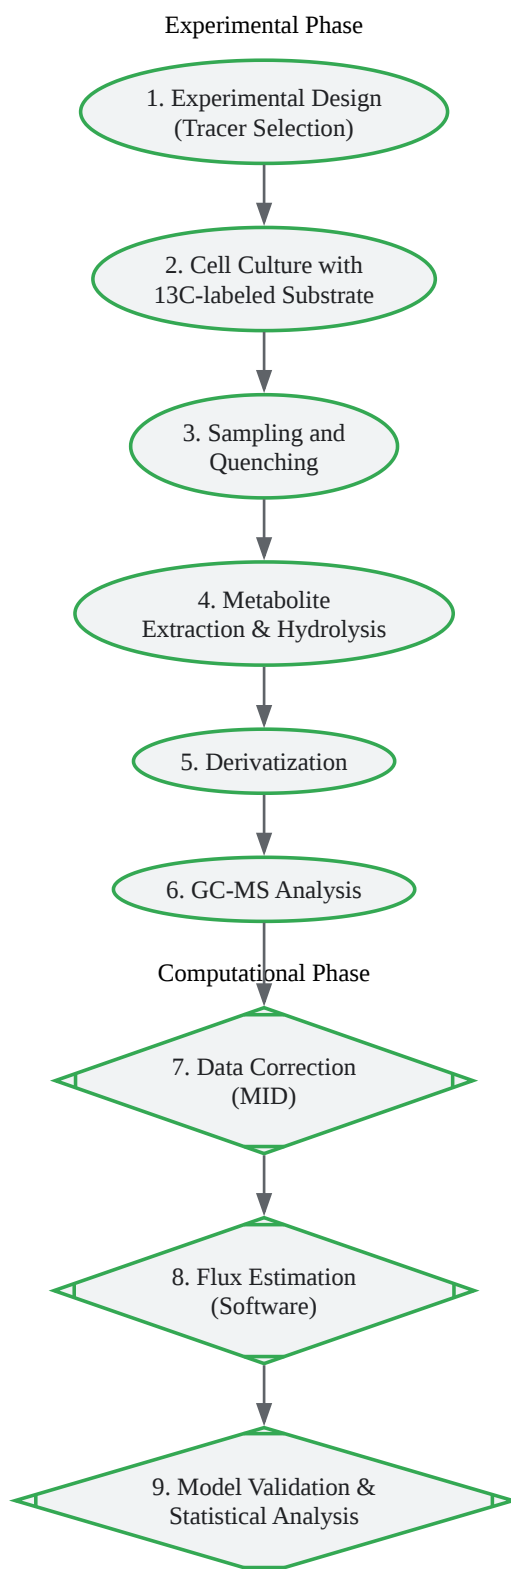 Experimental Phase
1. Experimental Design
(Tracer Selection)
2. Cell Culture with
13C-labeled Substrate
3. Sampling and
Quenching
4. Metabolite
Extraction & Hydrolysis
5. Derivatization
6. GC-MS Analysis
Computational Phase
7. Data Correction
(MID)
8. Flux Estimation
(Software)
9. Model Validation &
Statistical Analysis